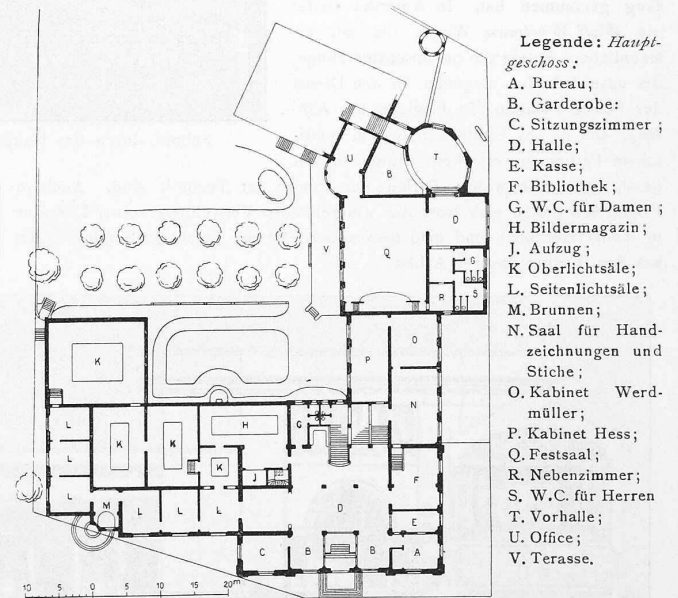 Legende: Haupt-
geschoss:
A. Bureau;
B. Garderobe:
C. Sitzungszimmer;
D. Halle;
E. Kasse;
F. Bibliothek;
G. W.C. für Damen;
H. Bildermagazin;
J. Aufzug;
K Oberlichtsäle;
L. Seitenlichtsäle;
M. Brunnen;
N. Saal für Hand-
zeichnungen und
Stiche;
O. Kabinet Werd-
müller;
P. Kabinet Hess;
Q. Festsaal;
R. Nebenzimmer;
S. W.C. für Herren
T. Vorhalle;
U. Office;
V. Terasse.
U B
D
Q G
R S
P O
K
N
L K K H G
L
K J F
L
M L L L D E
C B B A
10 5 0 5 10 20m